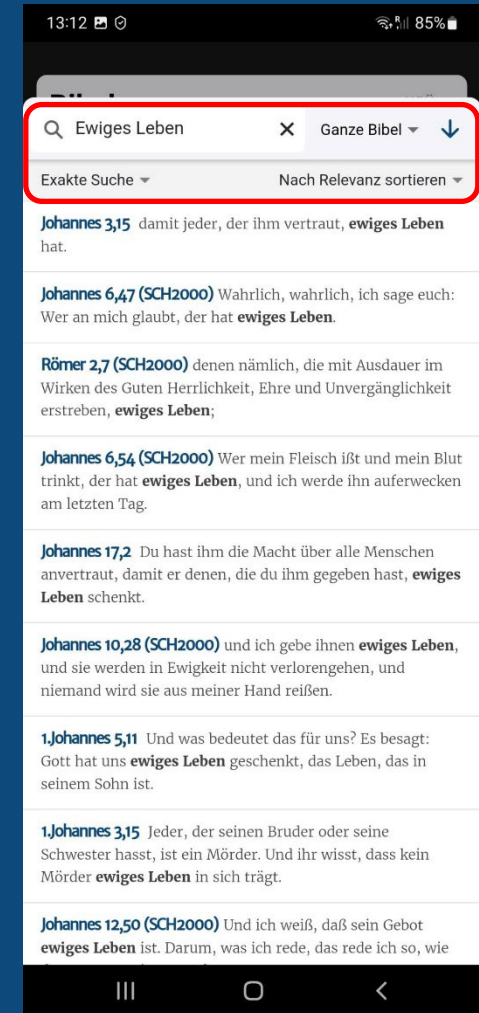 13:12 85%
Ewiges Leben Ganze Bibel
Exakte Suche Nach Relevanz sortieren
Johannes 3,15 damit jeder, der ihm vertraut, ewiges Leben
hat.
Johannes 6,47 (SCH2000) Wahrlich, wahrlich, ich sage euch:
Wer an mich glaubt, der hat ewiges Leben.
Römer 2,7 (SCH2000) denen nämlich, die mit Ausdauer im
Wirken des Guten Herrlichkeit, Ehre und Unvergänglichkeit
erstreben, ewiges Leben;
Johannes 6,54 (SCH2000) Wer mein Fleisch ißt und mein Blut
trinkt, der hat ewiges Leben, und ich werde ihn auferwecken
am letzten Tag.
Johannes 17,2 Du hast ihm die Macht über alle Menschen
anvertraut, damit er denen, die du ihm gegeben hast, ewiges
Leben schenkt.
Johannes 10,28 (SCH2000) und ich gebe ihnen ewiges Leben,
und sie werden in Ewigkeit nicht verlorengehen, und
niemand wird sie aus meiner Hand reißen.
1.Johannes 5,11 Und was bedeutet das für uns? Es besagt:
Gott hat uns ewiges Leben geschenkt, das Leben, das in
seinem Sohn ist.
1.Johannes 3,15 Jeder, der seinen Bruder oder seine
Schwester hasst, ist ein Mörder. Und ihr wisst, dass kein
Mörder ewiges Leben in sich trägt.
Johannes 12,50 (SCH2000) Und ich weiß, daß sein Gebot
ewiges Leben ist. Darum, was ich rede, das rede ich so, wie